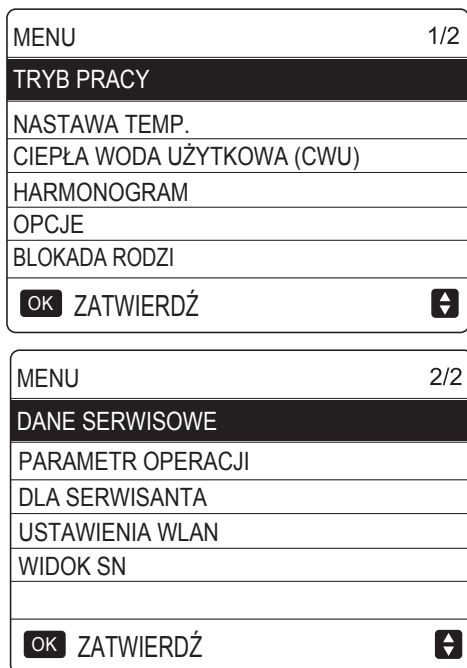 MENU 1/2
TRYB PRACY
NASTAWA TEMP.
CIEPŁA WODA UŻYTKOWA (CWU)
HARMONOGRAM
OPCJE
BLOKADA RODZI
OK ZATWIERDŹ
MENU 2/2
DANE SERWISOWE
PARAMETR OPERACJI
DLA SERWISANTA
USTAWIENIA WLAN
WIDOK SN
OK ZATWIERDŹ